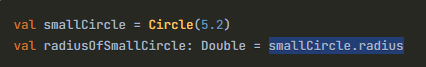 val smallCircle = Circle(5.2)
val radiusOfSmallCircle: Double = smallCircle.radius